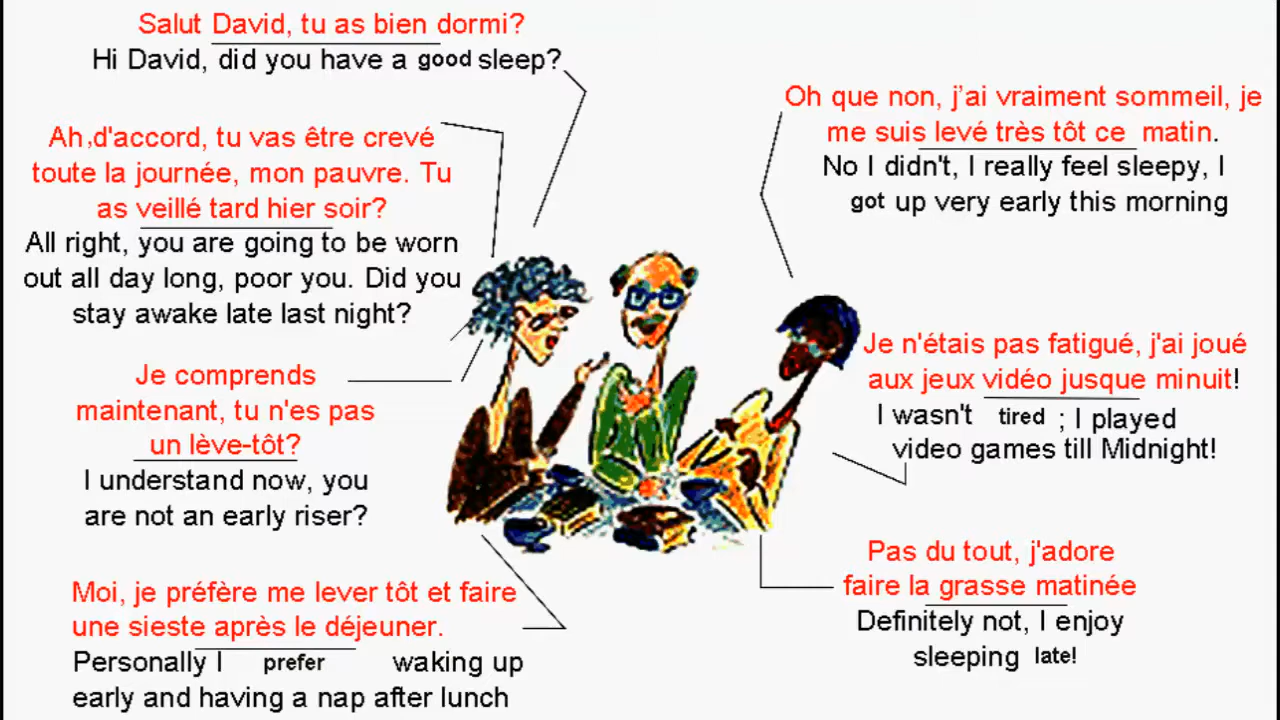 Salut David, tu as bien dormi?
Hi David, did you have a good sleep?
Oh que non, j'ai vraiment sommeil, je
me suis levé très tôt ce matin.
No I didn't, I really feel sleepy, I
got up very early this morning
Ah,d'accord, tu vas être crevé
toute la journée, mon pauvre. Tu
as veillé tard hier soir?
All right, you are going to be worn
out all day long, poor you. Did you
stay awake late last night?
Je n'étais pas fatigué, j'ai joué
aux jeux vidéo jusque minuit!
I wasn't tired ; I played
video games till Midnight!
Je comprends
maintenant, tu n'es pas
un lève-tôt?
I understand now, you
are not an early riser?
Pas du tout, j'adore
faire la grasse matinée
Definitely not, I enjoy
sleeping late!
Moi, je préfère me lever tôt et faire
une sieste après le déjeuner.
Personally I prefer waking up
early and having a nap after lunch